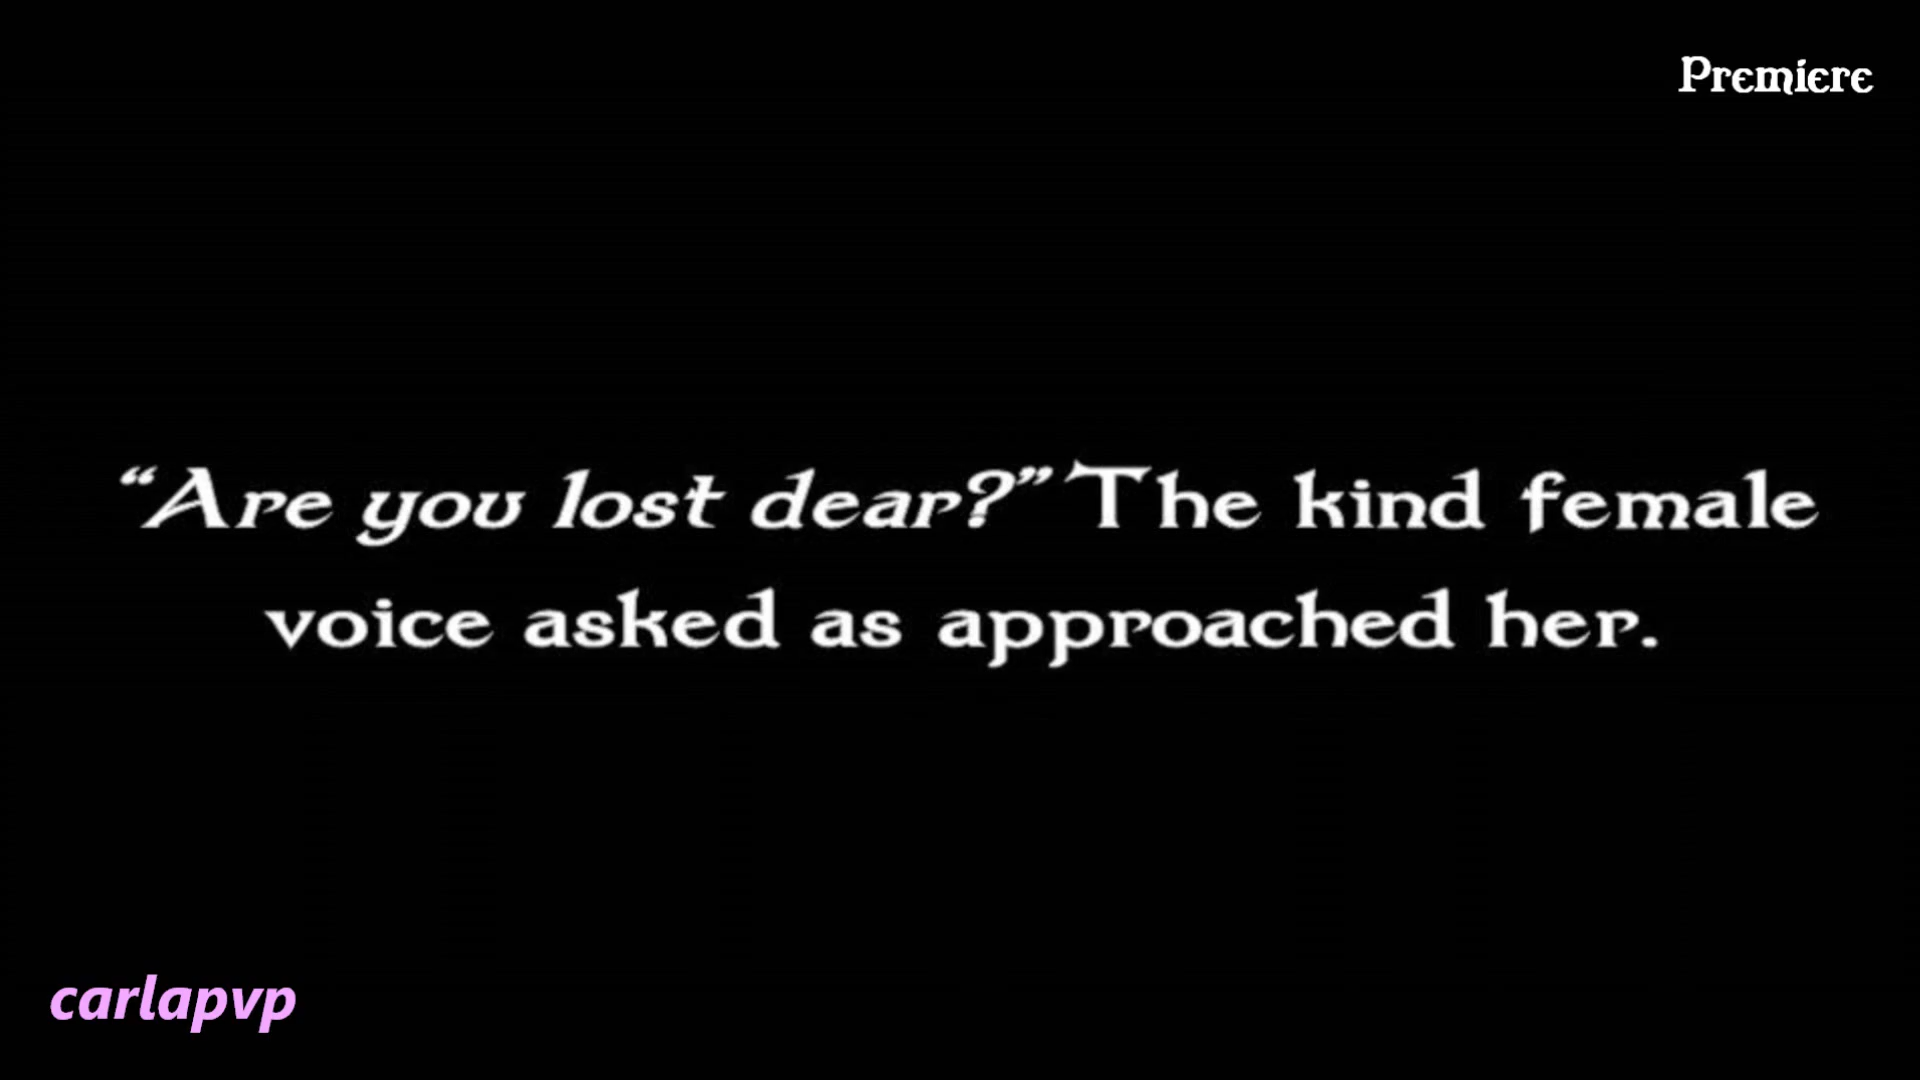 Premiere
“Are you lost dear?” The kind female
voice asked as approached her.
carlapvp